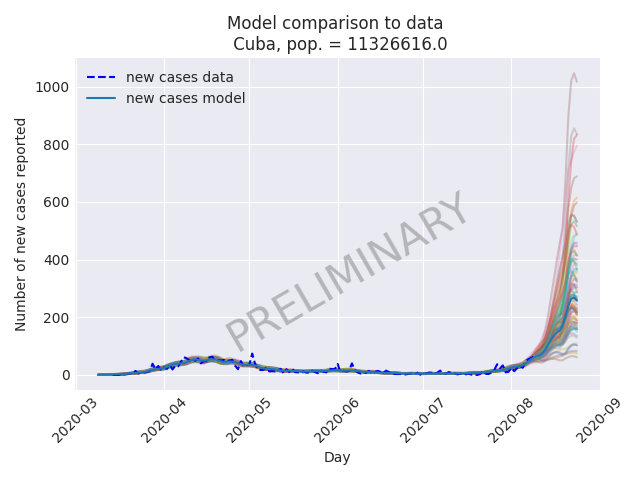 Model comparison to data
Cuba, pop. = 11326616.0
new cases data
new cases model
Number of new cases reported
1000
800
600
400
200
0
PRELIMINARY
2020-03
2020-04
2020-05
2020-06
2020-07
2020-08
2020-09
Day